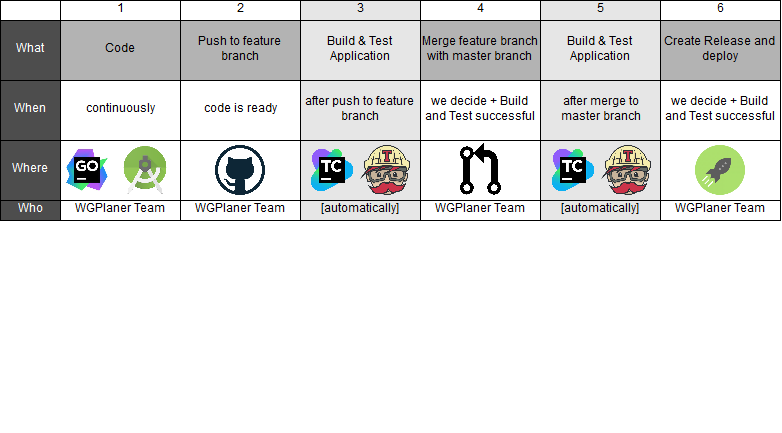 1 2 3 4 5 6
What Code Push to feature branch Build & Test Application Merge feature branch with master branch Build & Test Application Create Release and deploy
When continuously code is ready after push to feature branch we decide + Build and Test successful after merge to master branch we decide + Build and Test successful
Where GO TC T TC T
Who WGPlaner Team WGPlaner Team [automatically] WGPlaner Team [automatically] WGPlaner Team